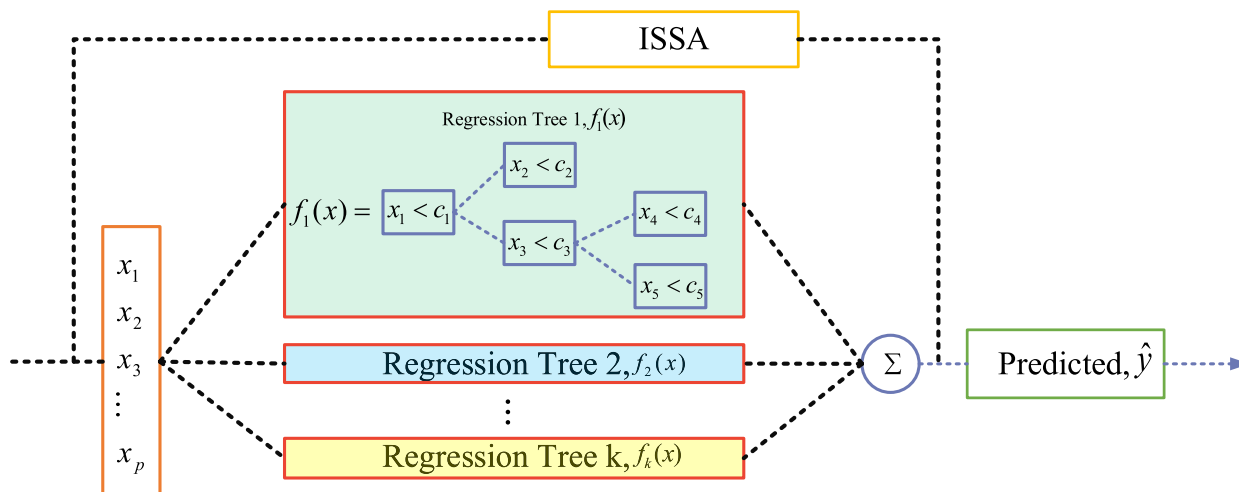 ISSA
Regression Tree 1, f₁(x)
f₁(x) =
x₁ < c₁
x₂ < c₂
x₃ < c₃
x₄ < c₄
x₅ < c₅
x₁
x₂
x₃
⋮
xₚ
Regression Tree 2, f₂(x)
⋮
Regression Tree k, fₖ(x)
Σ
Predicted, ŷ